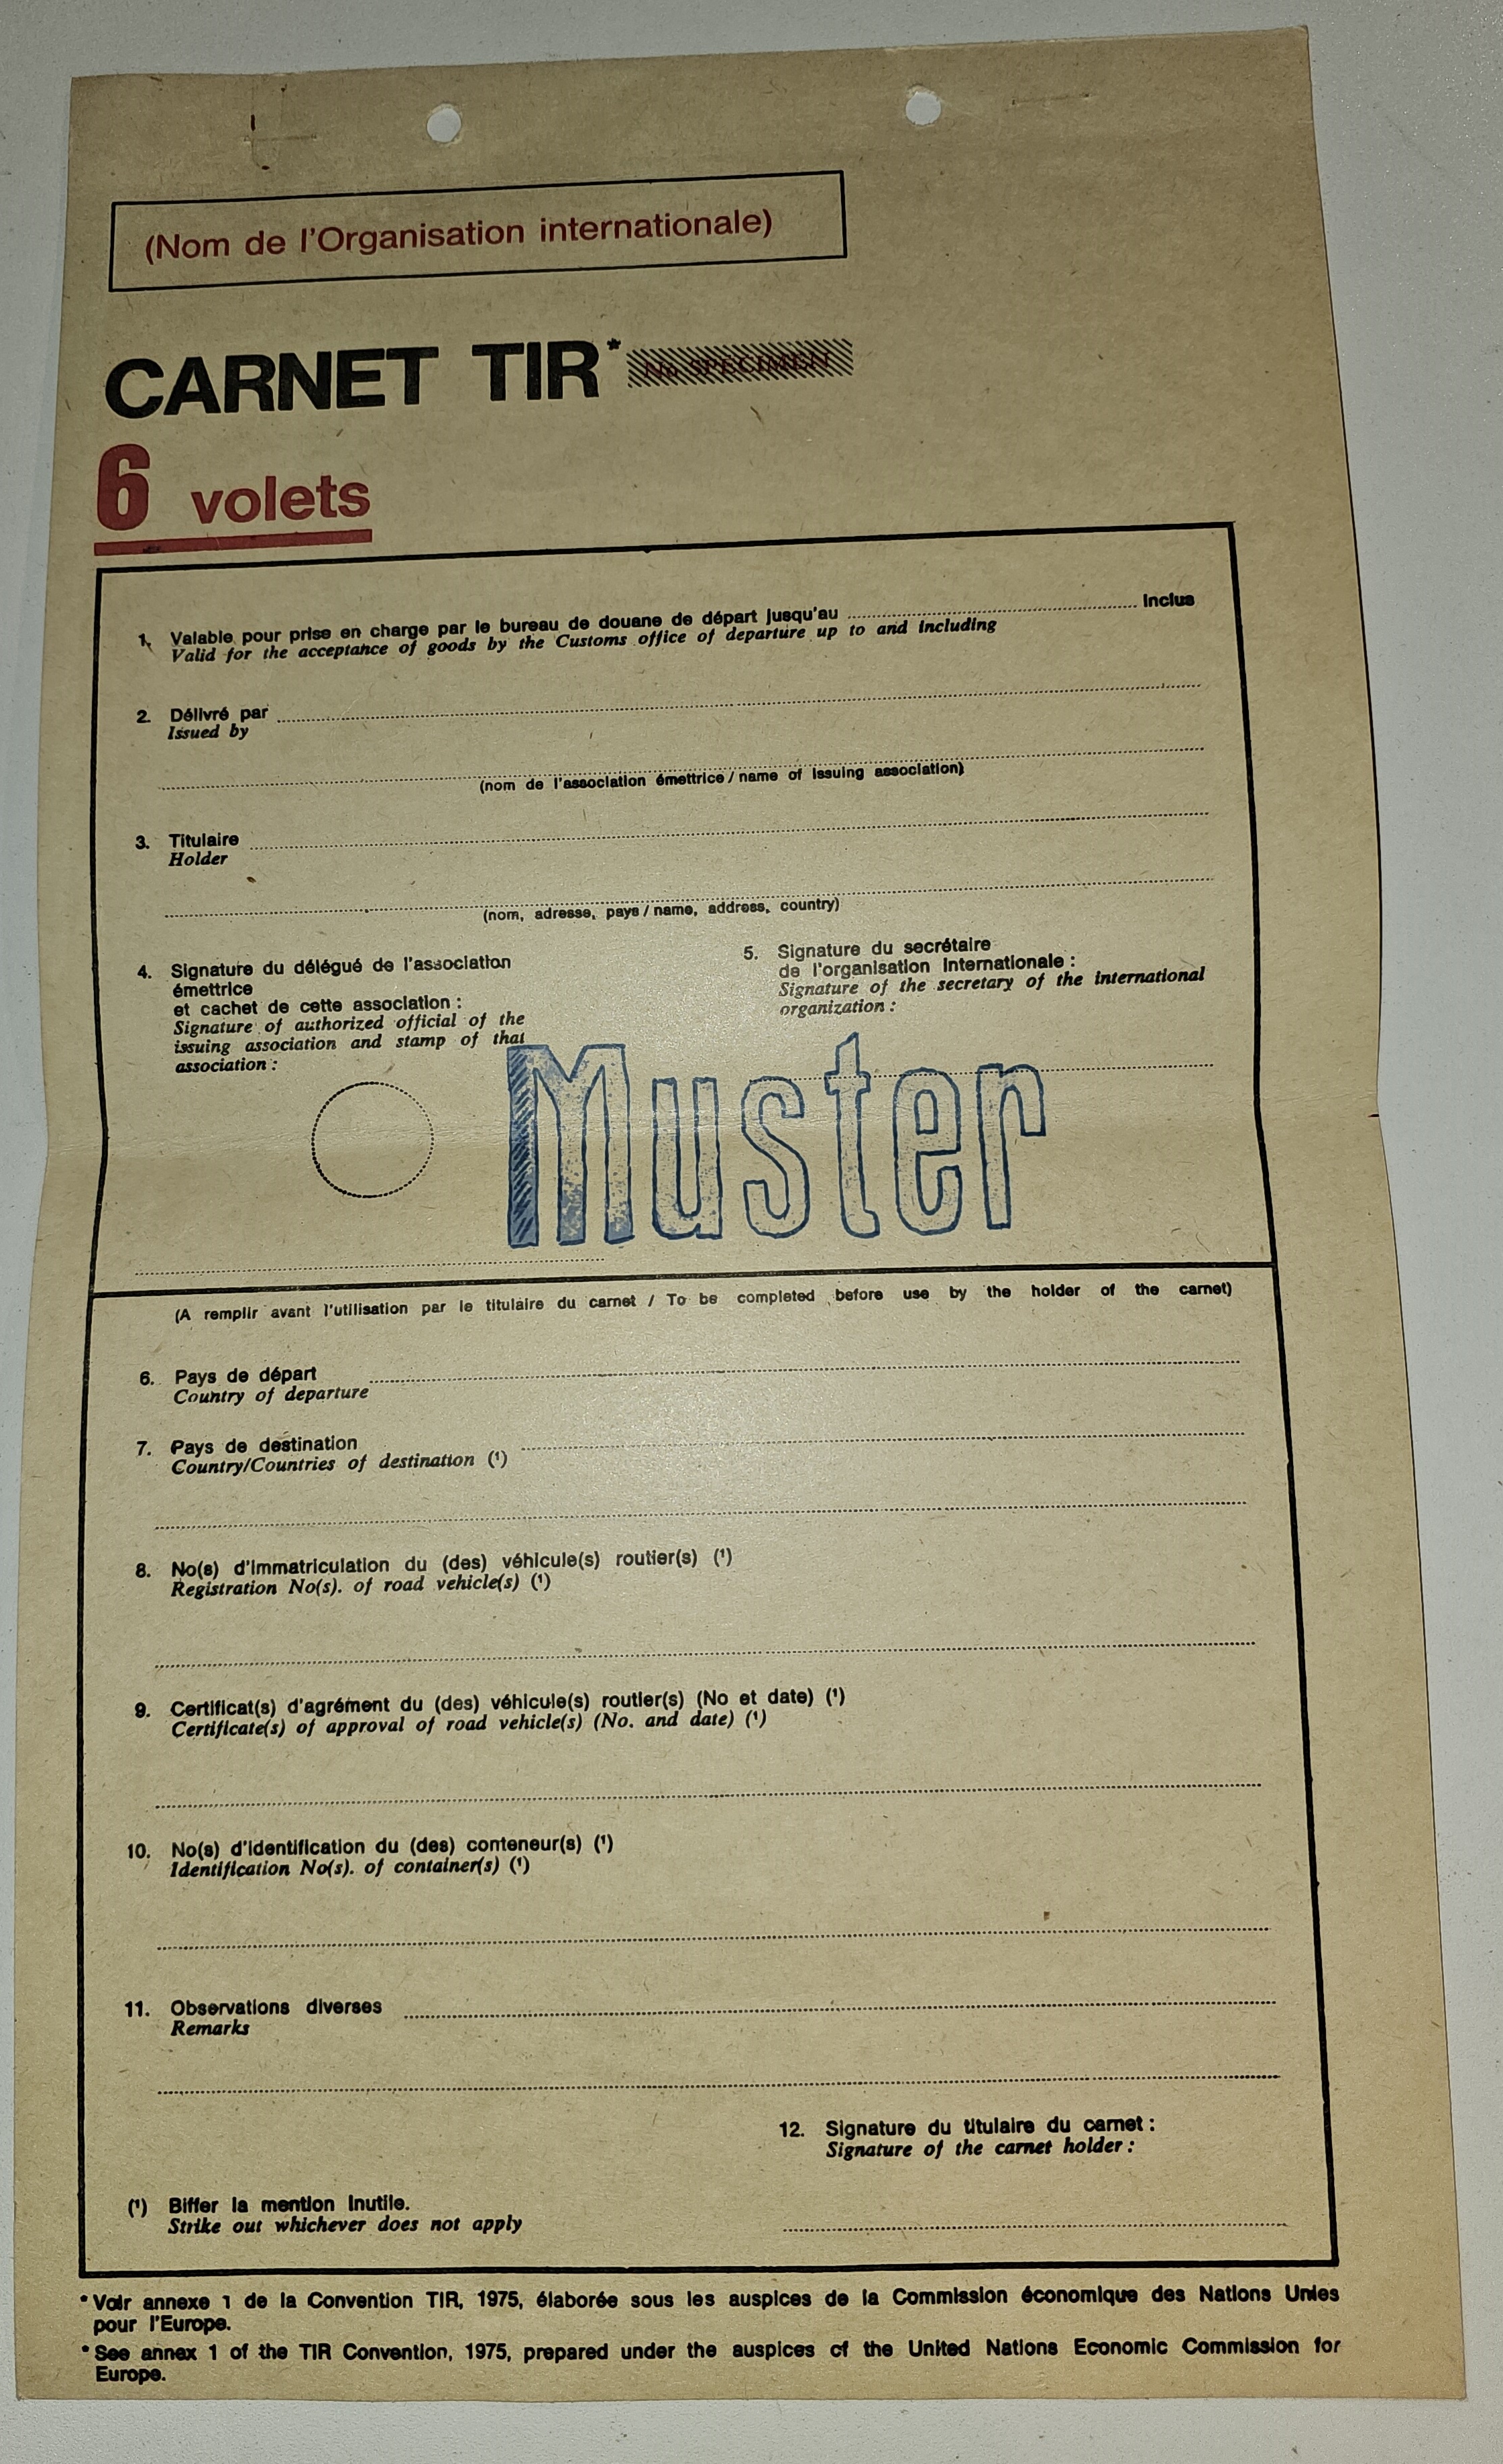 (Nom de l'Organisation internationale)
CARNET TIR* No SPECIMEN
6 volets
1. Valable pour prise en charge par le bureau de douane de départ jusqu'au ........ inclus
Valid for the acceptance of goods by the Customs office of departure up to and including
2. Délivré par
Issued by
(nom de l'association émettrice / name of issuing association)
3. Titulaire
Holder
(nom, adresse, pays / name, address, country)
4. Signature du délégué de l'association
émettrice
et cachet de cette association :
Signature of authorized official of the
issuing association and stamp of that
association :
5. Signature du secrétaire
de l'organisation internationale :
Signature of the secretary of the international
organization :
Muster
(A remplir avant l'utilisation par le titulaire du carnet / To be completed before use by the holder of the carnet)
6. Pays de départ
Country of departure
7. Pays de destination
Country/Countries of destination (¹)
8. No(s) d'immatriculation du (des) véhicule(s) routier(s) (¹)
Registration No(s). of road vehicle(s) (¹)
9. Certificat(s) d'agrément du (des) véhicule(s) routier(s) (No et date) (¹)
Certificate(s) of approval of road vehicle(s) (No. and date) (¹)
10. No(s) d'identification du (des) conteneur(s) (¹)
Identification No(s). of container(s) (¹)
11. Observations diverses
Remarks
12. Signature du titulaire du carnet :
Signature of the carnet holder :
(¹) Biffer la mention inutile.
Strike out whichever does not apply
* Voir annexe 1 de la Convention TIR, 1975, élaborée sous les auspices de la Commission économique des Nations Unies
pour l'Europe.
* See annex 1 of the TIR Convention, 1975, prepared under the auspices of the United Nations Economic Commission for
Europe.